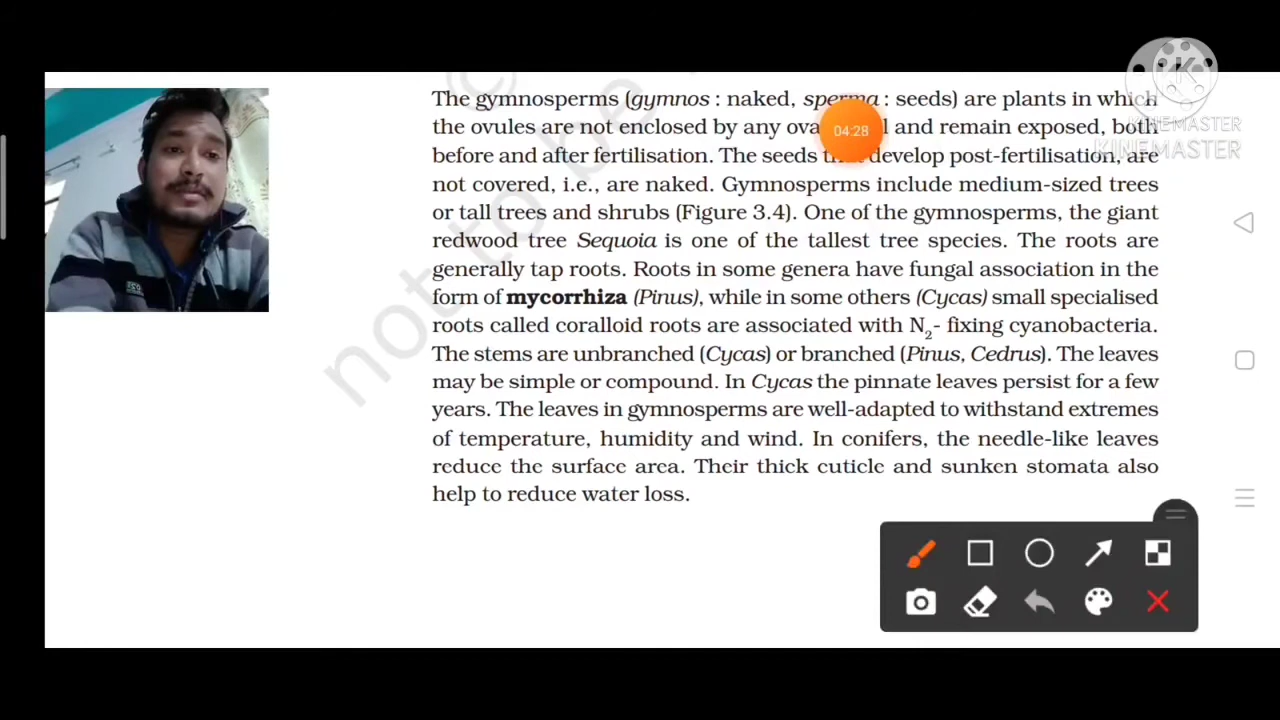 The gymnosperms (gymnos : naked, sperma : seeds) are plants in which
the ovules are not enclosed by any ova l and remain exposed, both
before and after fertilisation. The seeds develop post-fertilisation, are
not covered, i.e., are naked. Gymnosperms include medium-sized trees
or tall trees and shrubs (Figure 3.4). One of the gymnosperms, the giant
redwood tree Sequoia is one of the tallest tree species. The roots are
generally tap roots. Roots in some genera have fungal association in the
form of mycorrhiza (Pinus), while in some others (Cycas) small specialised
roots called coralloid roots are associated with N2- fixing cyanobacteria.
The stems are unbranched (Cycas) or branched (Pinus, Cedrus). The leaves
may be simple or compound. In Cycas the pinnate leaves persist for a few
years. The leaves in gymnosperms are well-adapted to withstand extremes
of temperature, humidity and wind. In conifers, the needle-like leaves
reduce the surface area. Their thick cuticle and sunken stomata also
help to reduce water loss.
04:28
KINEMASTER
KINEMASTER
© not to be